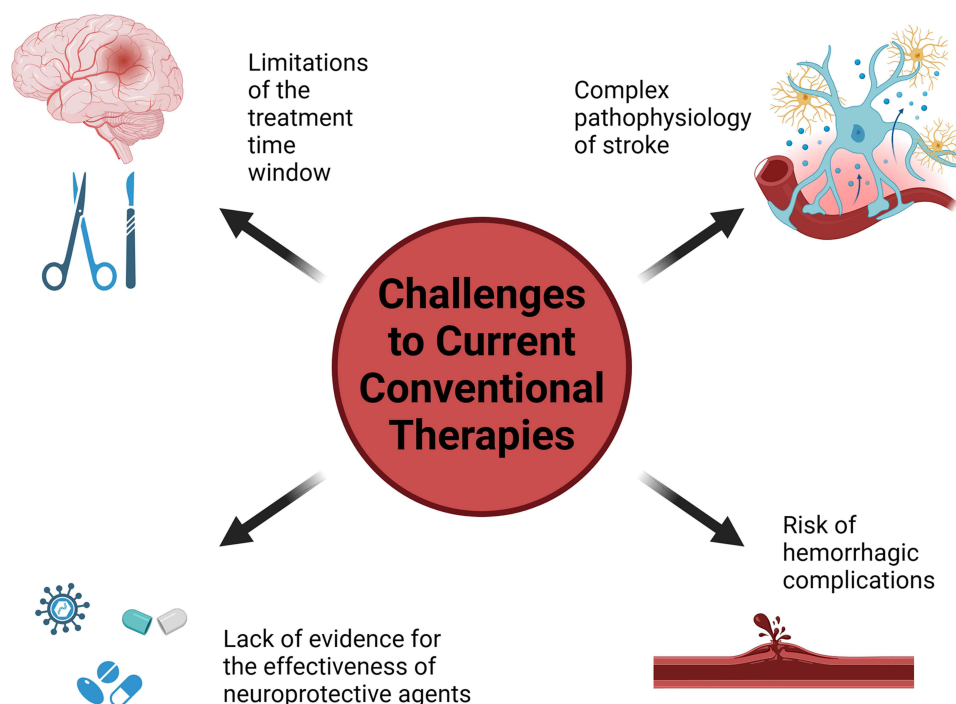 Limitations
of the
treatment
time
window
Complex
pathophysiology
of stroke
Challenges
to Current
Conventional
Therapies
Risk of
hemorrhagic
complications
Lack of evidence for
the effectiveness of
neuroprotective agents